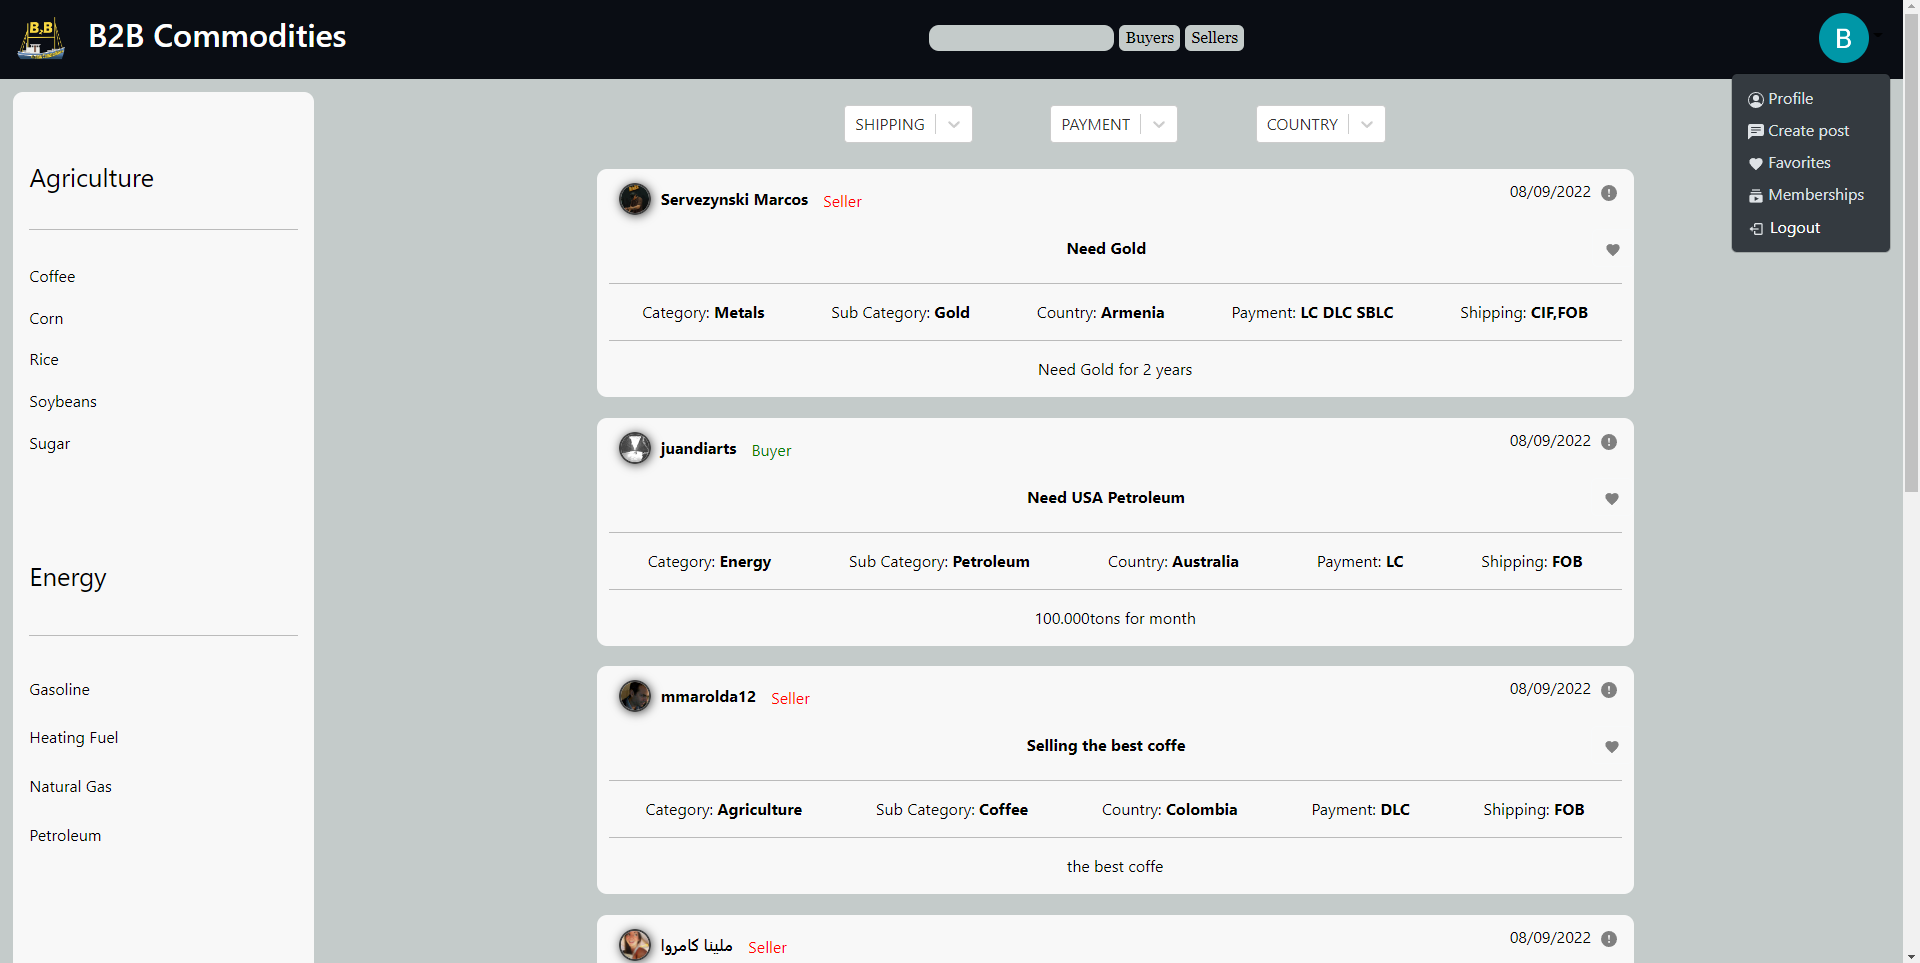 B,B
B2B Commodities
Buyers
Sellers
B
Profile
Create post
Favorites
Memberships
Logout
SHIPPING
PAYMENT
COUNTRY
Agriculture
Coffee
Corn
Rice
Soybeans
Sugar
Energy
Gasoline
Heating Fuel
Natural Gas
Petroleum
Servezynski Marcos Seller 08/09/2022
Need Gold
Category: Metals Sub Category: Gold Country: Armenia Payment: LC DLC SBLC Shipping: CIF,FOB
Need Gold for 2 years
juandiarts Buyer 08/09/2022
Need USA Petroleum
Category: Energy Sub Category: Petroleum Country: Australia Payment: LC Shipping: FOB
100.000tons for month
mmarolda12 Seller 08/09/2022
Selling the best coffe
Category: Agriculture Sub Category: Coffee Country: Colombia Payment: DLC Shipping: FOB
the best coffe
ملينا كامروا Seller 08/09/2022